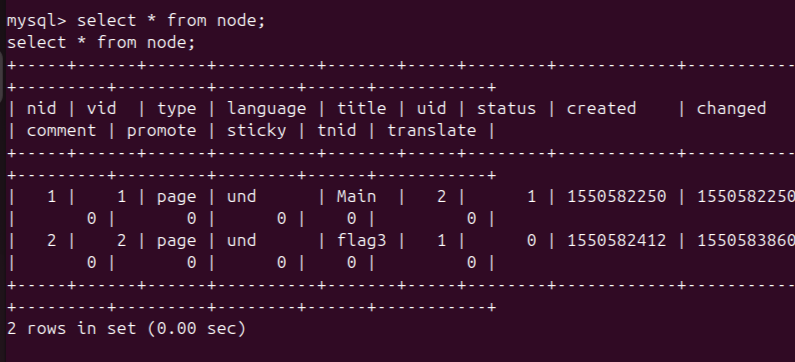 mysql> select * from node;
select * from node;
+-----+------+------+----------+-------+-----+--------+------------+-----------
+---------+---------+--------+------+-----------+
| nid | vid  | type | language | title | uid | status | created    | changed
| comment | promote | sticky | tnid | translate |
+-----+------+------+----------+-------+-----+--------+------------+-----------
+---------+---------+--------+------+-----------+
|   1 |    1 | page | und      | Main  |   2 |      1 | 1550582250 | 1550582250
|       0 |       0 |      0 |    0 |         0 |
|   2 |    2 | page | und      | flag3 |   1 |      0 | 1550582412 | 1550583860
|       0 |       0 |      0 |    0 |         0 |
+-----+------+------+----------+-------+-----+--------+------------+-----------
+---------+---------+--------+------+-----------+
2 rows in set (0.00 sec)